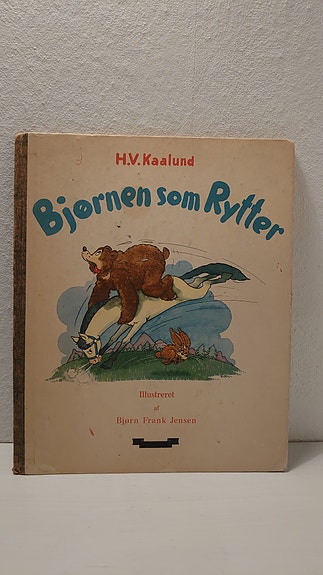 H.V. Kaalund
Bjørnen som Rytter
Illustreret
af
Bjørn Frank Jensen